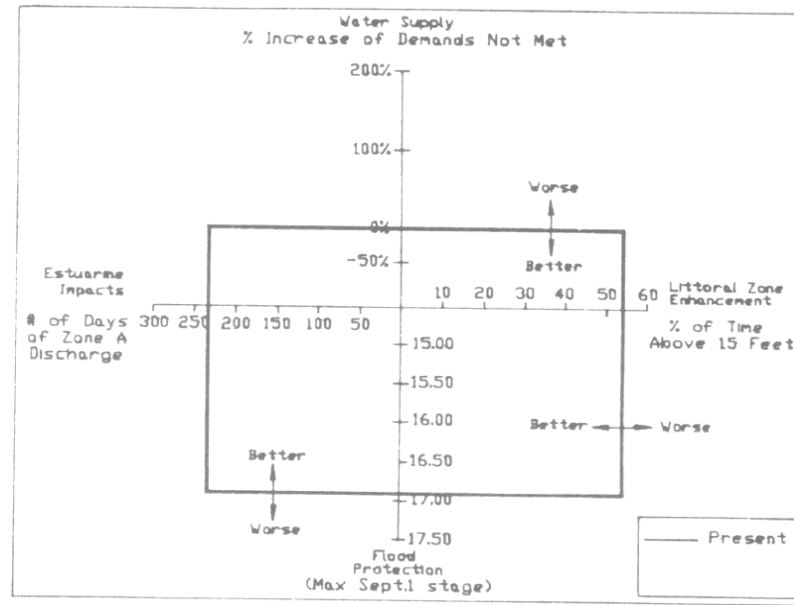 Water Supply
% Increase of Demands Not Met
200%
100%
Worse
0%
Better
-50%
Estuarine
Impacts
# of Days
of Zone A
Discharge
300 250 200 150 100 50
10 20 30 40 50 60
Littoral Zone
Enhancement
% of Time
Above 15 Feet
15.00
15.50
16.00
Better
Worse
16.50
Better
17.00
Worse
17.50
Flood
Protection
(Max Sept.1 stage)
Present